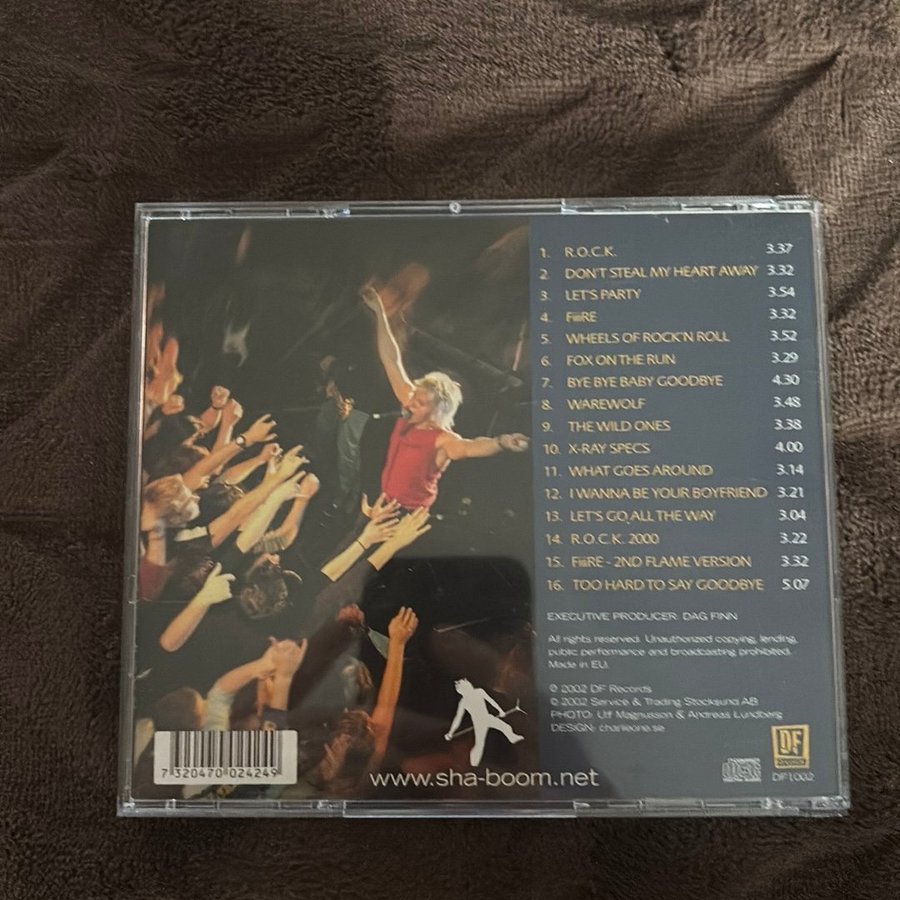 1. R.O.C.K. 3.37
2. DON'T STEAL MY HEART AWAY 3.32
3. LET'S PARTY 3.54
4. FiiiRE 3.32
5. WHEELS OF ROCK'N ROLL 3.52
6. FOX ON THE RUN 3.29
7. BYE BYE BABY GOODBYE 4.30
8. WAREWOLF 3.48
9. THE WILD ONES 3.38
10. X-RAY SPECS 4.00
11. WHAT GOES AROUND 3.14
12. I WANNA BE YOUR BOYFRIEND 3.21
13. LET'S GO, ALL THE WAY 3.04
14. R.O.C.K. 2000 3.22
15. FiiiRE - 2ND FLAME VERSION 3.32
16. TOO HARD TO SAY GOODBYE 5.07
EXECUTIVE PRODUCER: DAG FINN
All rights reserved. Unauthorized copying, lending,
public performance and broadcasting prohibited.
Made in EU.
℗ 2002 DF Records
© 2002 Service & Trading Stocksund AB
PHOTO: Ulf Magnusson & Andreas Lundberg
DESIGN: charlieone.se
DF
DF1002
7 320470 024249
www.sha-boom.net